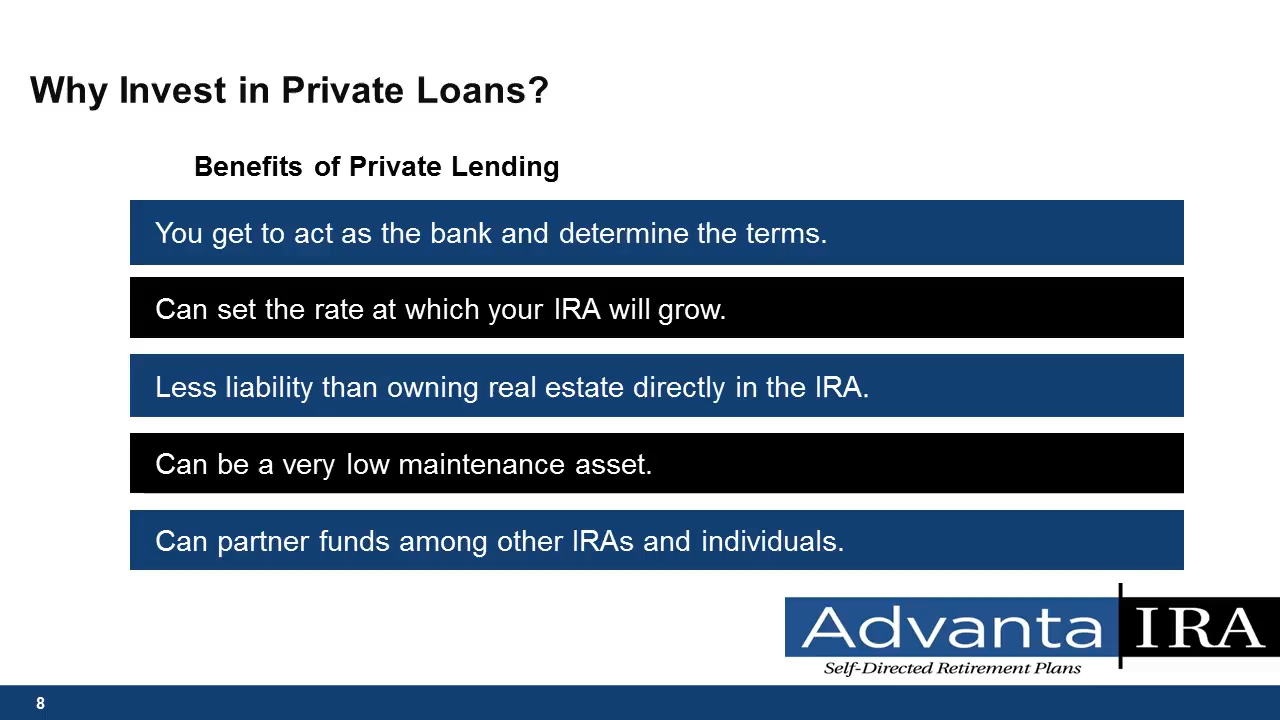 Why Invest in Private Loans?
Benefits of Private Lending
You get to act as the bank and determine the terms.
Can set the rate at which your IRA will grow.
Less liability than owning real estate directly in the IRA.
Can be a very low maintenance asset.
Can partner funds among other IRAs and individuals.
Advanta IRA
Self-Directed Retirement Plans
8